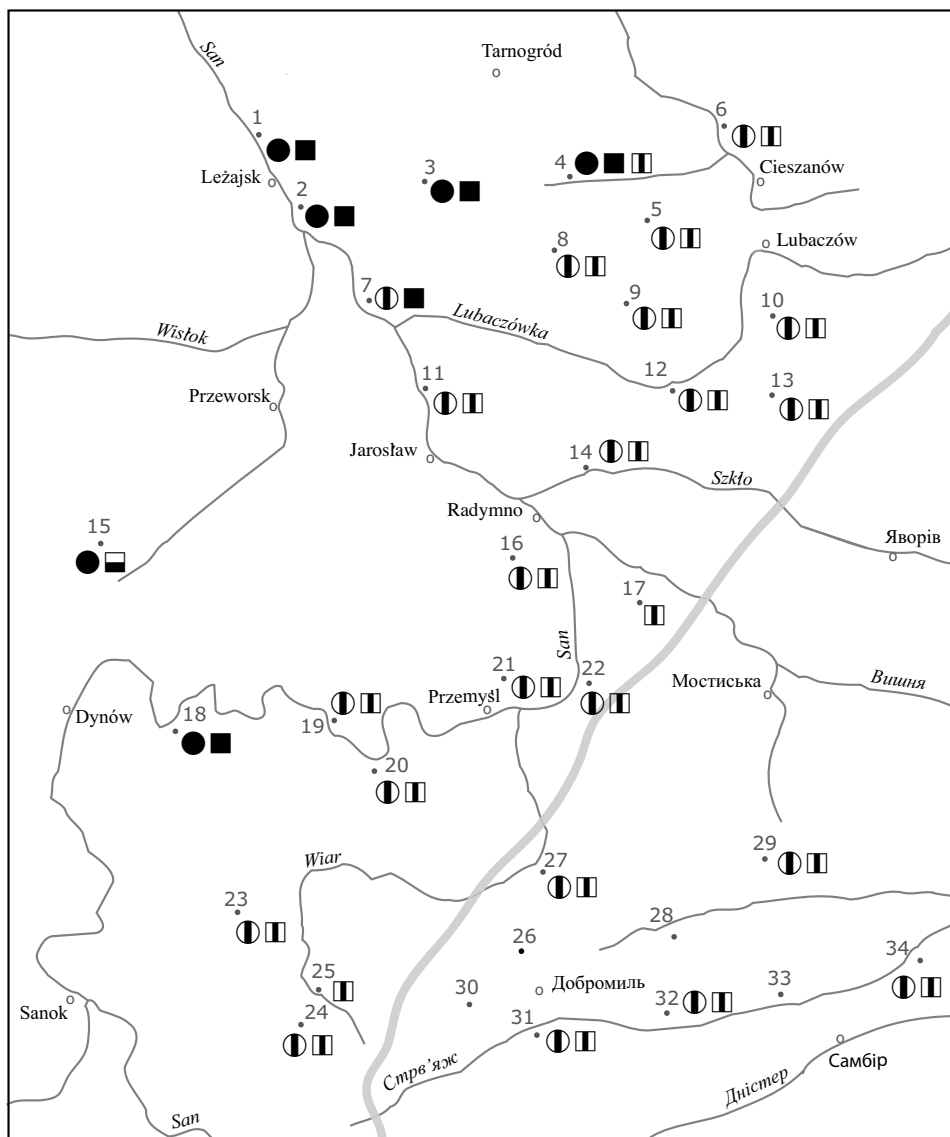 San
Tarnogród
1
6
3
4
Leżajsk
Cieszanów
2
5
8
Lubaczów
7
9
10
Lubaczówka
Wisłok
11
12
13
Przeworsk
Jarosław
14
Szkło
Radymno
15
Яворів
16
17
San
21
22
Мостиська
Przemyśl
Вишня
Dynów
18
19
20
Wiar
27
29
23
28
26
34
25
Добромиль
33
30
32
Sanok
24
31
Стрв’яж
Самбір
Дністер
San